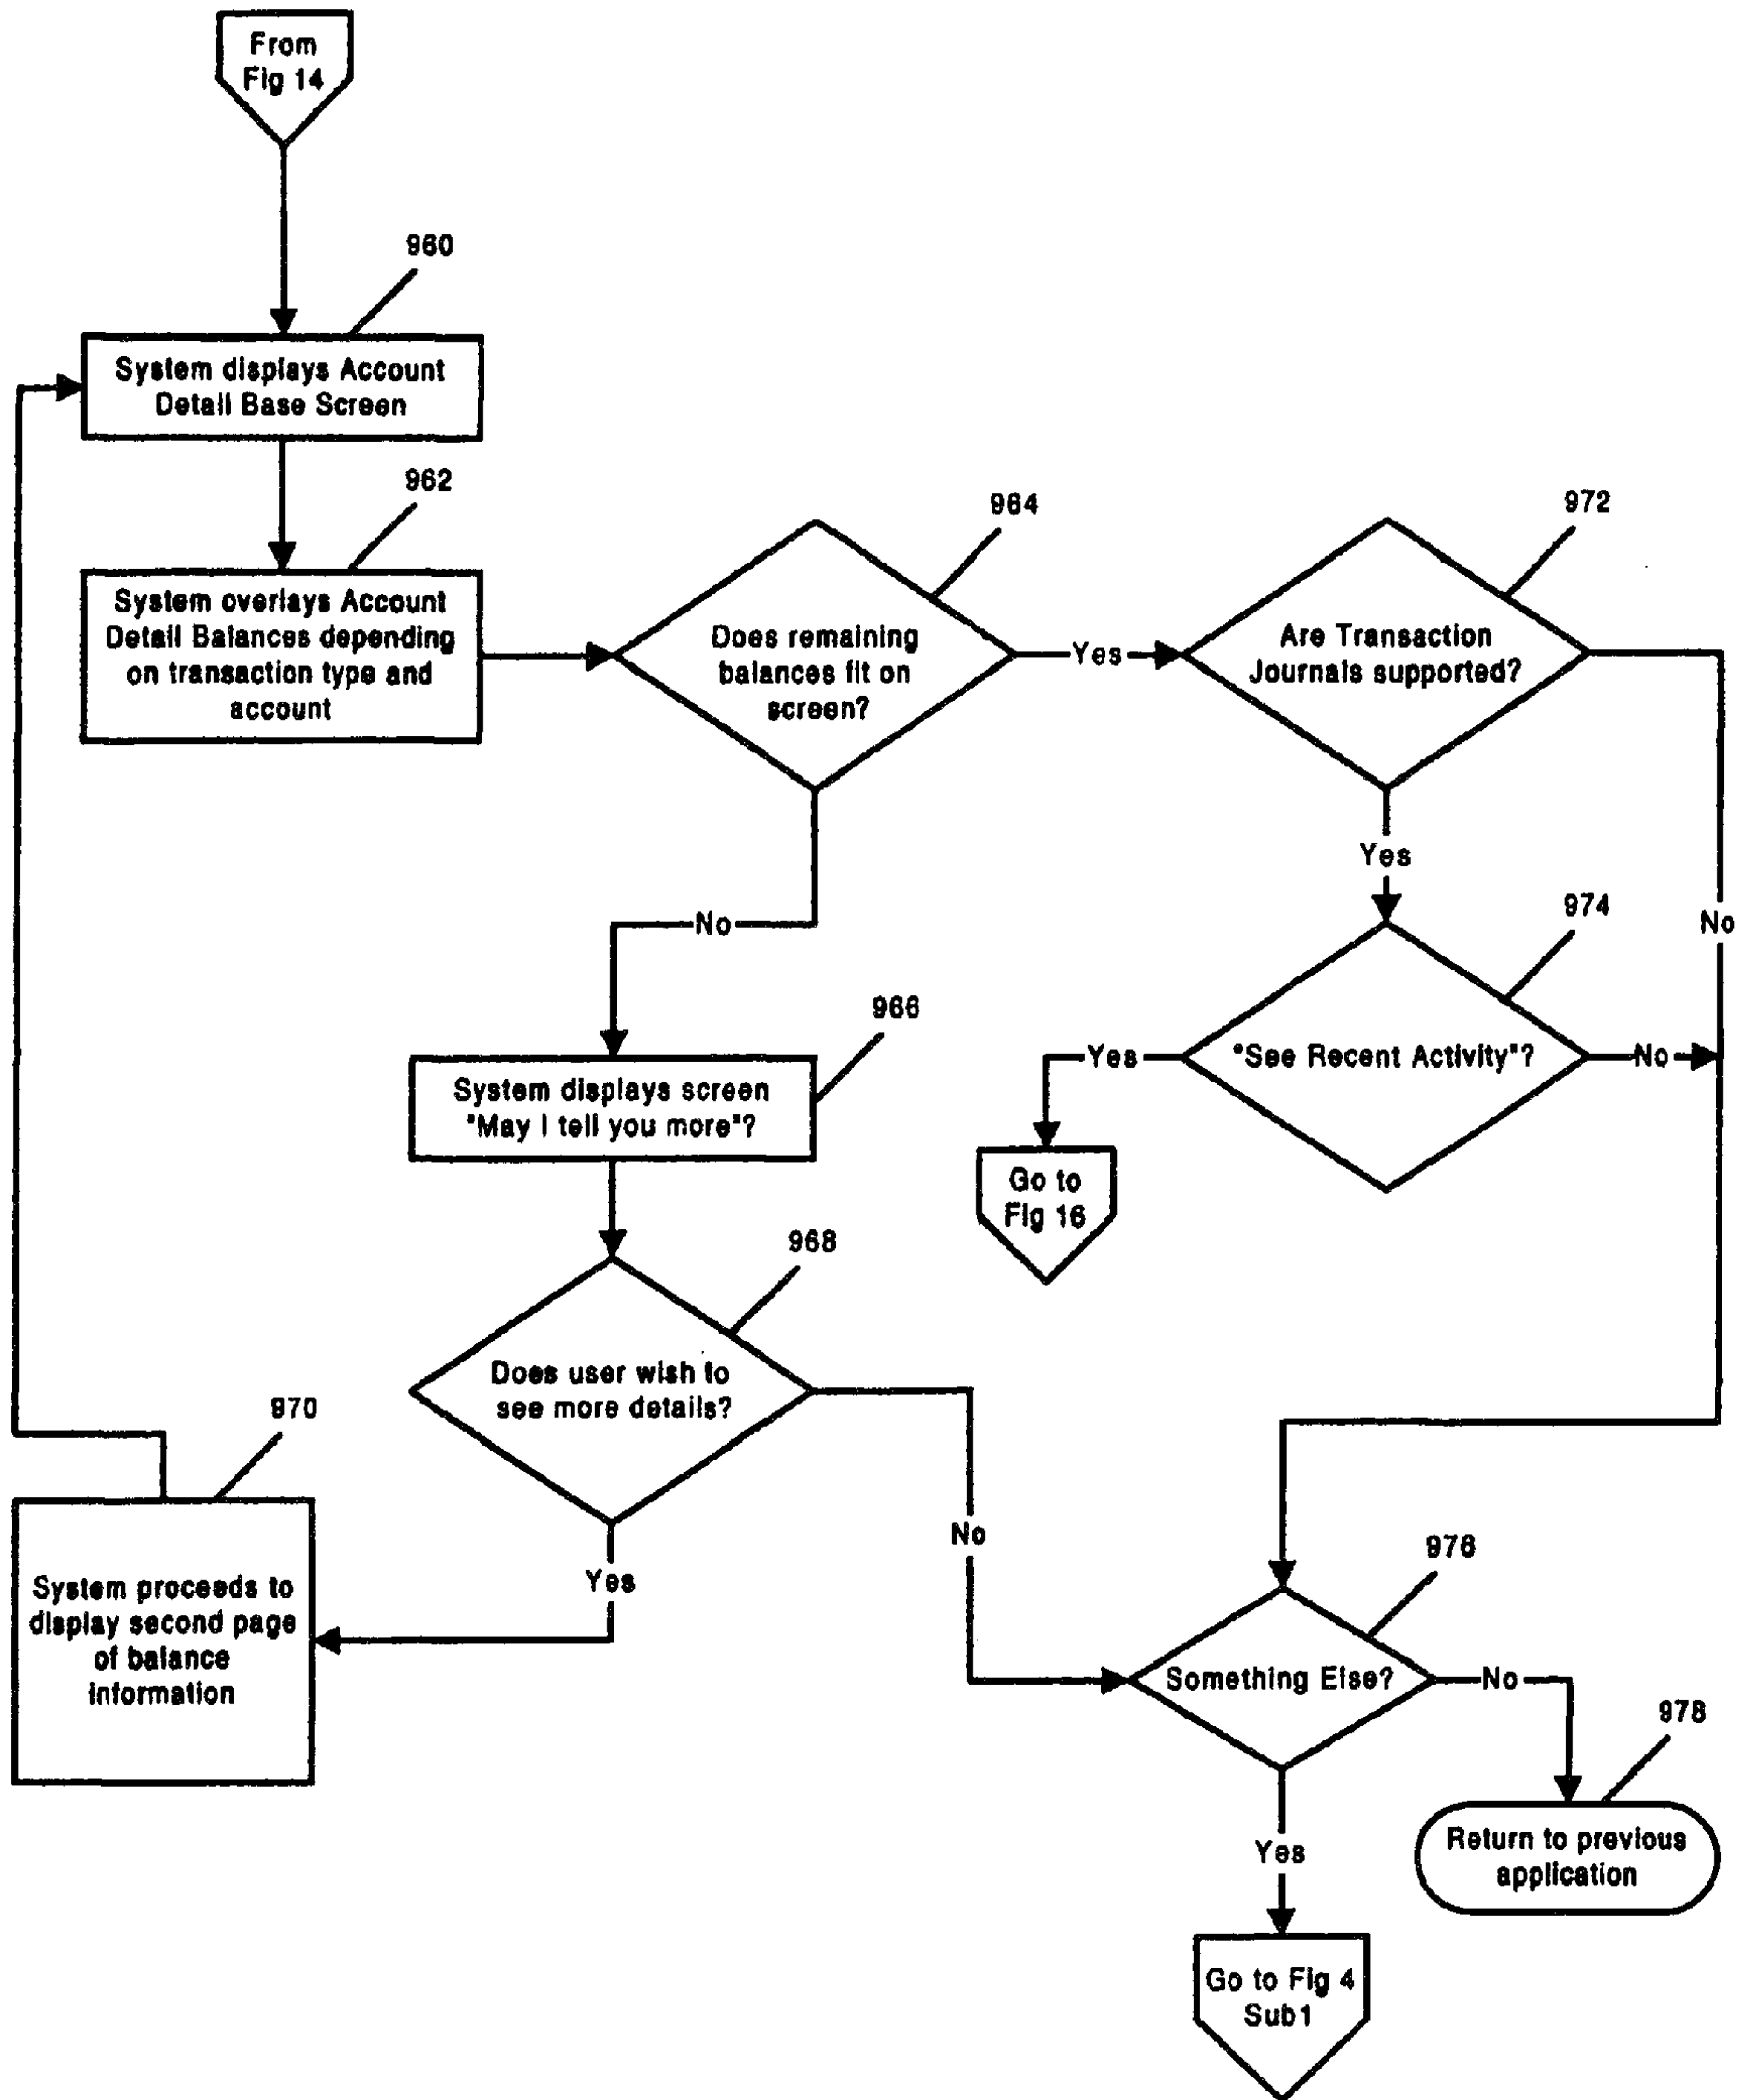 From
Fig 14
960
System displays Account
Detail Base Screen
962
System overlays Account
Detail Balances depending
on transaction type and
account
964
Does remaining
balances fit on
screen?
Yes
972
Are Transaction
Journals supported?
Yes
No
No
974
"See Recent Activity"?
Yes
No
Go to
Fig 16
966
System displays screen
"May I tell you more"?
968
Does user wish to
see more details?
No
Yes
970
System proceeds to
display second page
of balance
information
976
Something Else?
No
Yes
978
Return to previous
application
Go to Fig 4
Sub1